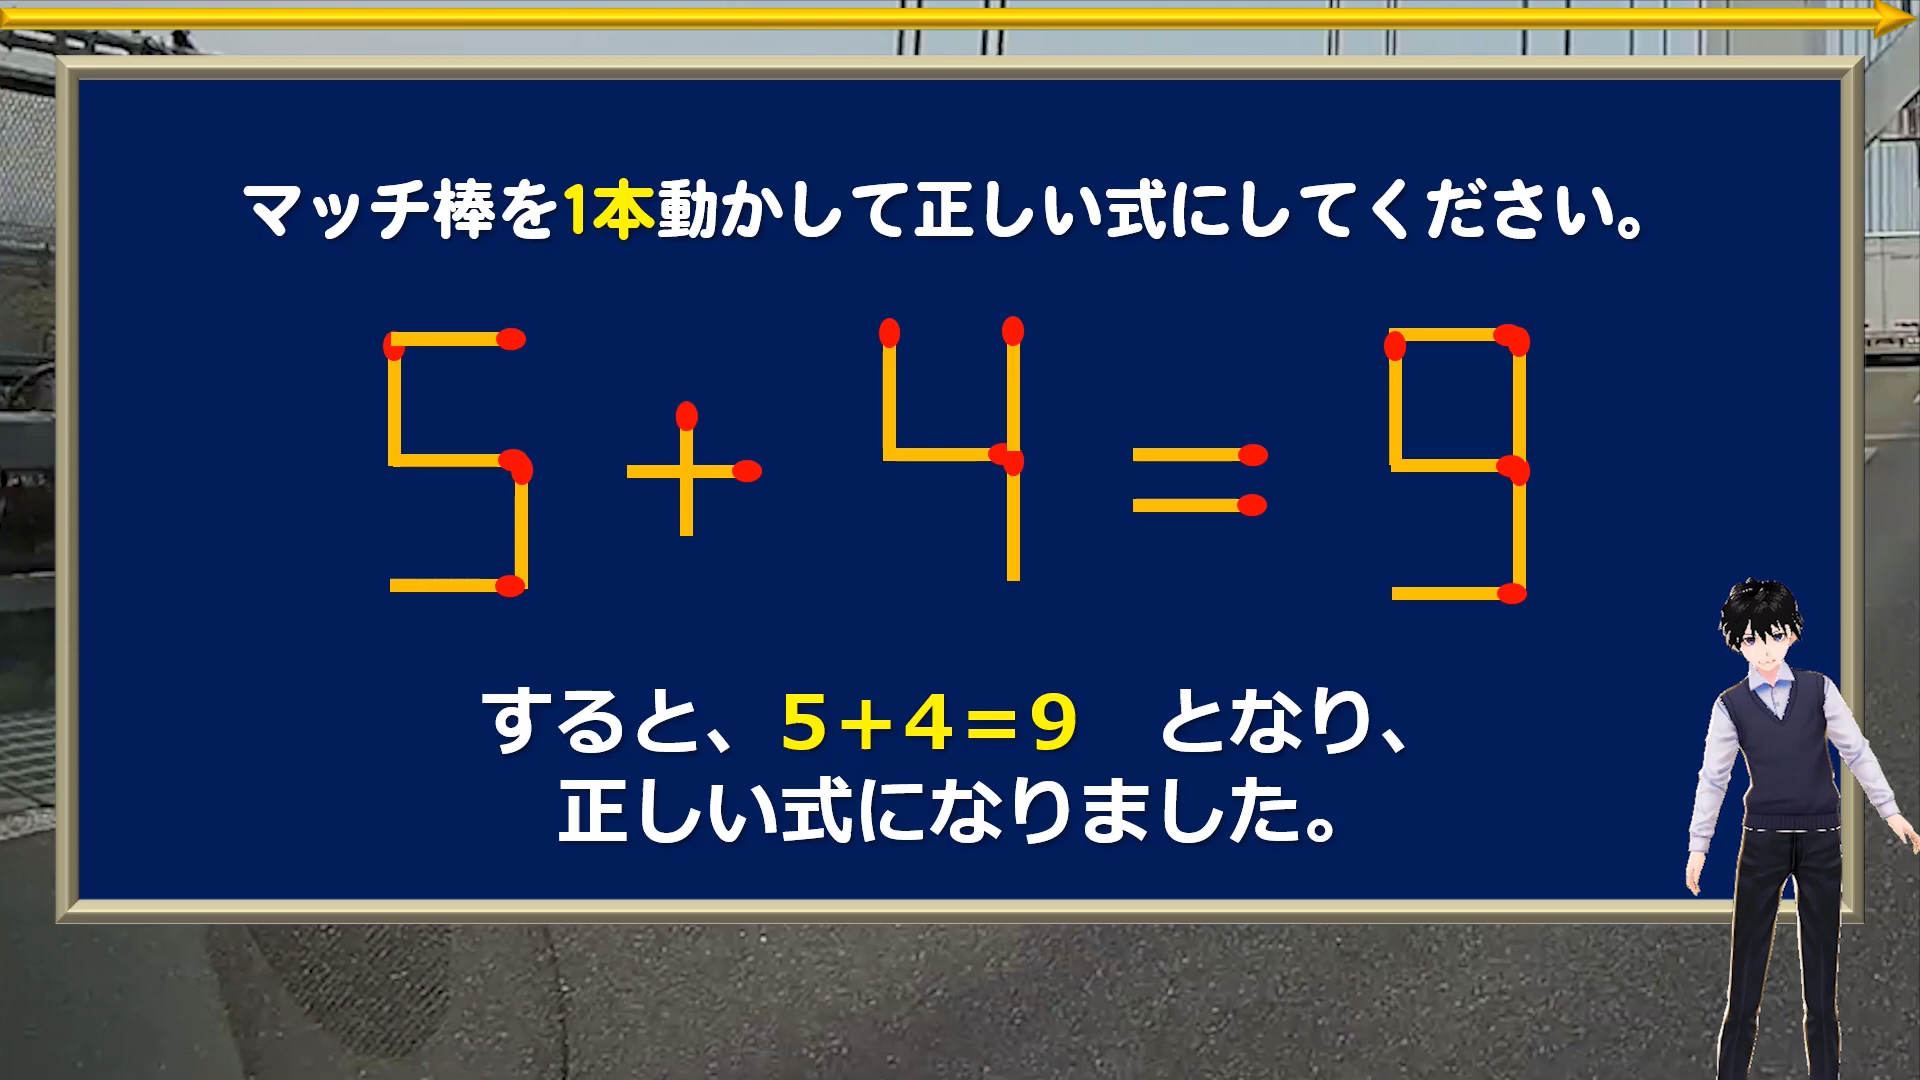 マッチ棒を1本動かして正しい式にしてください。
5+4=9
すると、5+4=9 となり、
正しい式になりました。